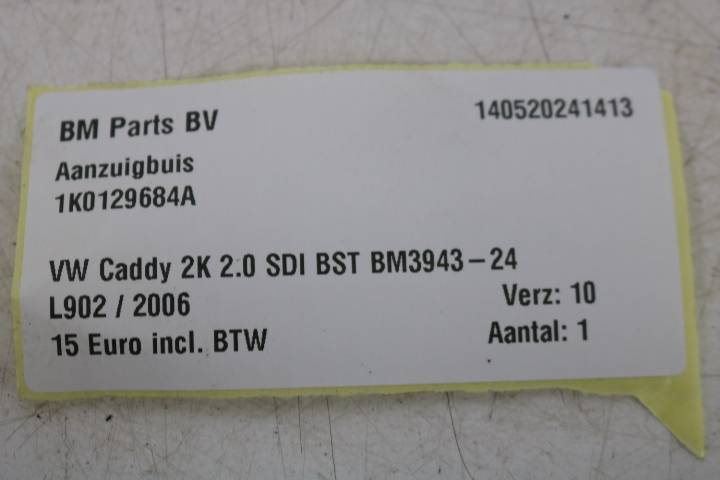 BM Parts BV 140520241413
Aanzuigbuis
1K0129684A
VW Caddy 2K 2.0 SDI BST BM3943-24
L902 / 2006 Verz: 10
15 Euro incl. BTW Aantal: 1